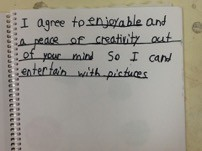 I agree to enjoyable and
a peace of creativity out
of your mind So I cand
entertain with pictures